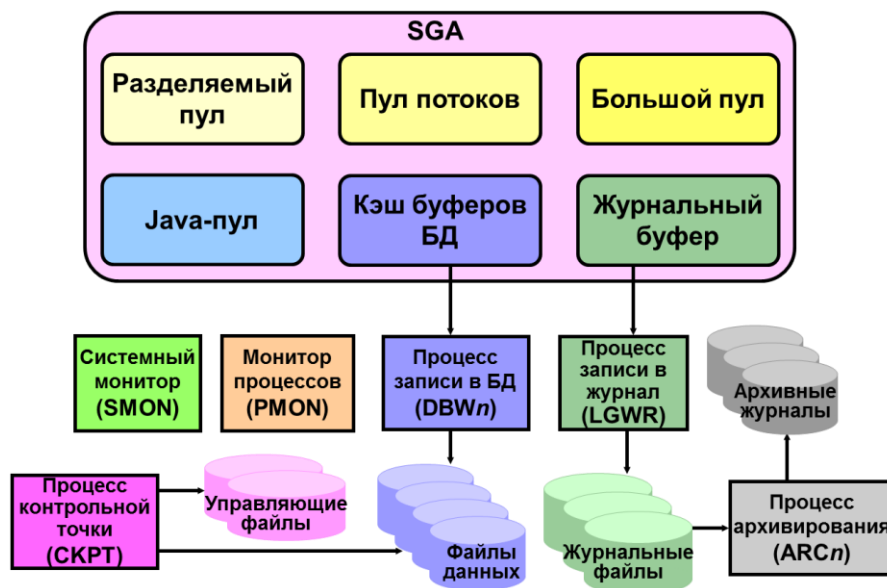 SGA
Разделяемый
пул
Пул потоков
Большой пул
Java-пул
Кэш буферов
БД
Журнальный
буфер
Системный
монитор
(SMON)
Монитор
процессов
(PMON)
Процесс
записи в БД
(DBWn)
Процесс
записи в
журнал
(LGWR)
Архивные
журналы
Процесс
контрольной
точки
(CKPT)
Управляющие
файлы
Файлы
данных
Журнальные
файлы
Процесс
архивирования
(ARCn)